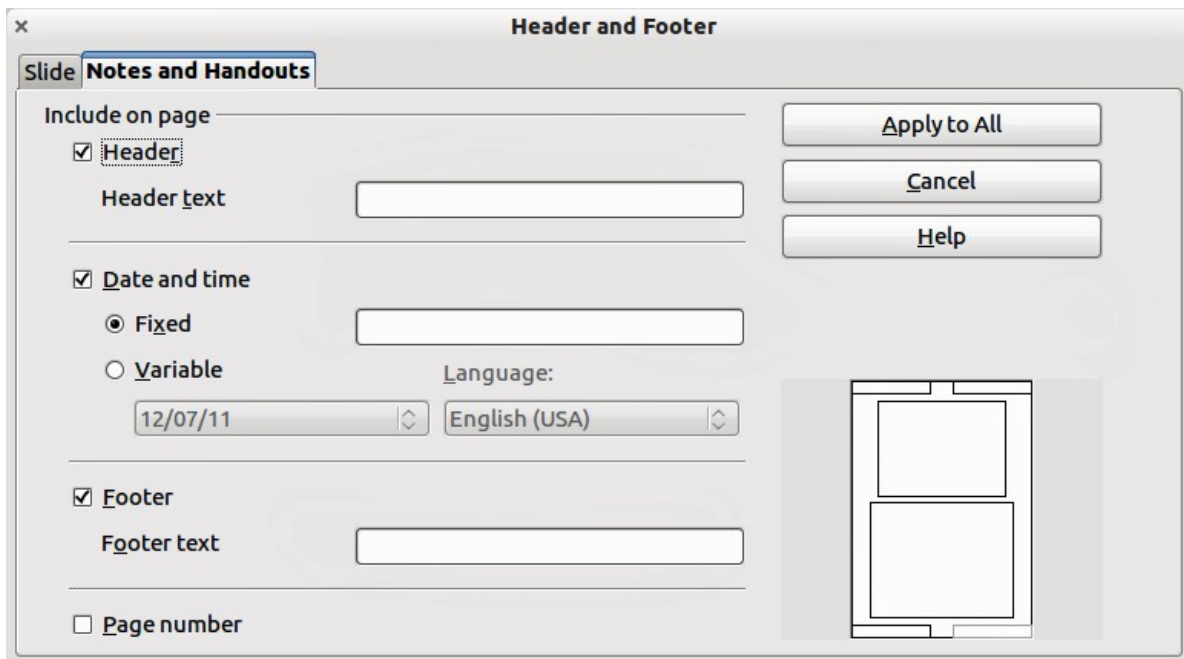 Header and Footer
Slide Notes and Handouts
Include on page
Apply to All
Header
Cancel
Header text
Help
Date and time
Fixed
Variable
Language:
12/07/11
English (USA)
Footer
Footer text
Page number